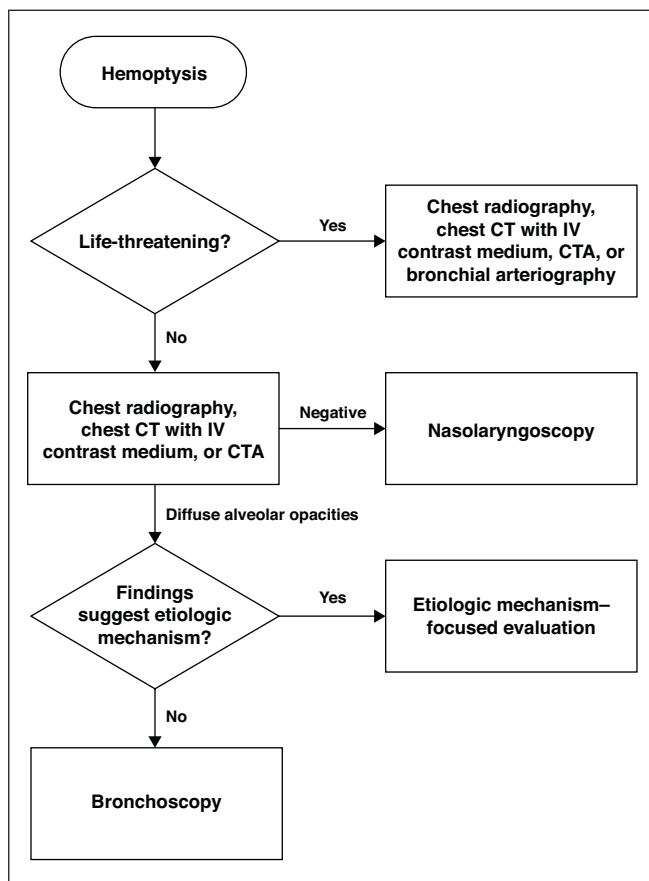 Hemoptysis
Life-threatening?
Yes
Chest radiography,
chest CT with IV
contrast medium, CTA, or
bronchial arteriography
No
Chest radiography,
chest CT with IV
contrast medium, or CTA
Negative
Nasolaryngoscopy
Diffuse alveolar opacities
Findings
suggest etiologic
mechanism?
Yes
Etiologic mechanism–
focused evaluation
No
Bronchoscopy